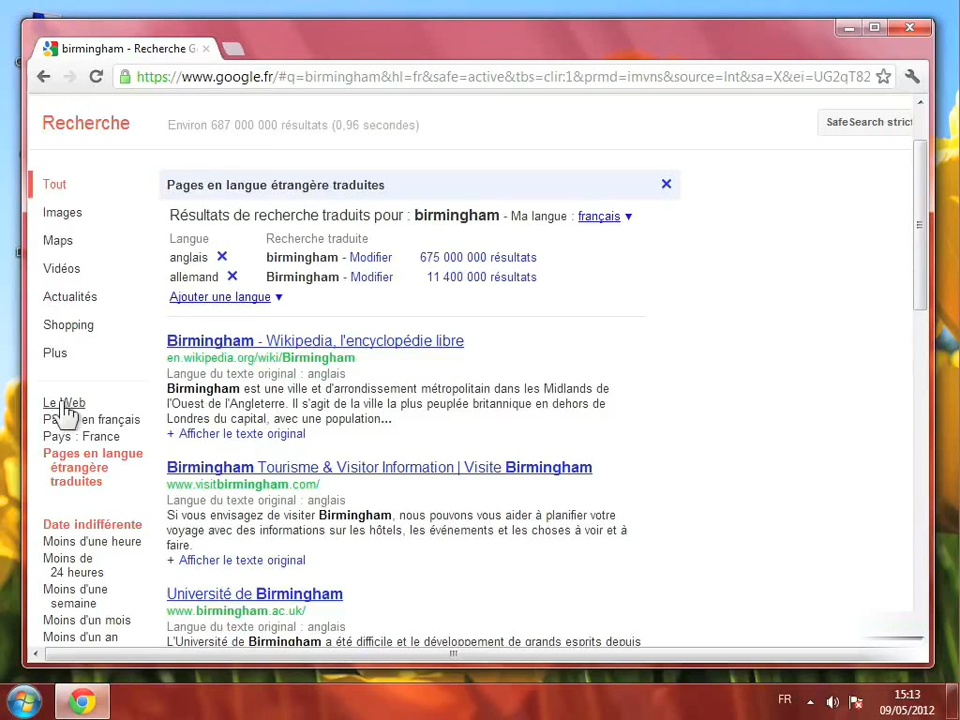 birmingham - Recherche G
https://www.google.fr/#q=birmingham&hl=fr&safe=active&tbs=clir:1&prmd=imvns&source=lnt&sa=X&ei=UG2qT82
Recherche
Environ 687 000 000 résultats (0,96 secondes)
SafeSearch strict
Tout
Images
Maps
Vidéos
Actualités
Shopping
Plus
Le Web
en français
Pays : France
Pages en langue
étrangère
traduites
Date indifférente
Moins d'une heure
Moins de
24 heures
Moins d'une
semaine
Moins d'un mois
Moins d'un an
Pages en langue étrangère traduites
Résultats de recherche traduits pour : birmingham - Ma langue : français ▼
Langue Recherche traduite
anglais birmingham - Modifier 675 000 000 résultats
allemand Birmingham - Modifier 11 400 000 résultats
Ajouter une langue ▼
Birmingham - Wikipedia, l'encyclopédie libre
en.wikipedia.org/wiki/Birmingham
Langue du texte original : anglais
Birmingham est une ville et d'arrondissement métropolitain dans les Midlands de
l'Ouest de l'Angleterre. Il s'agit de la ville la plus peuplée britannique en dehors de
Londres du capital, avec une population...
+ Afficher le texte original
Birmingham Tourisme & Visitor Information | Visite Birmingham
www.visitbirmingham.com/
Langue du texte original : anglais
Si vous envisagez de visiter Birmingham, nous pouvons vous aider à planifier votre
voyage avec des informations sur les hôtels, les événements et les choses à voir et à
faire.
+ Afficher le texte original
Université de Birmingham
www.birmingham.ac.uk/
Langue du texte original : anglais
L'Université de Birmingham a été difficile et le développement de grands esprits depuis
FR
15:13
09/05/2012